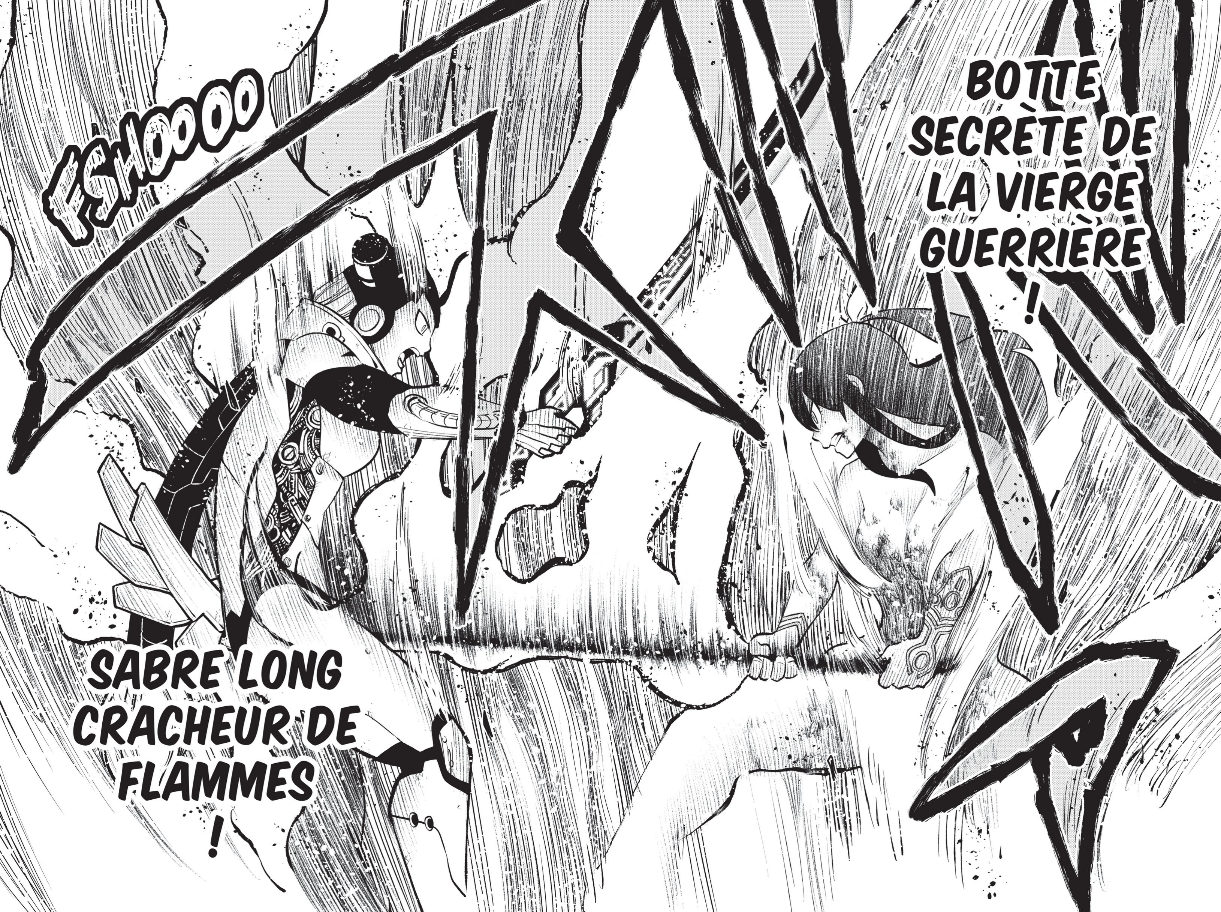 BOTTE
SECRÈTE DE
LA VIERGE
GUERRIÈRE
!
FSHOOOO
SABRE LONG
CRACHEUR DE
FLAMMES
!